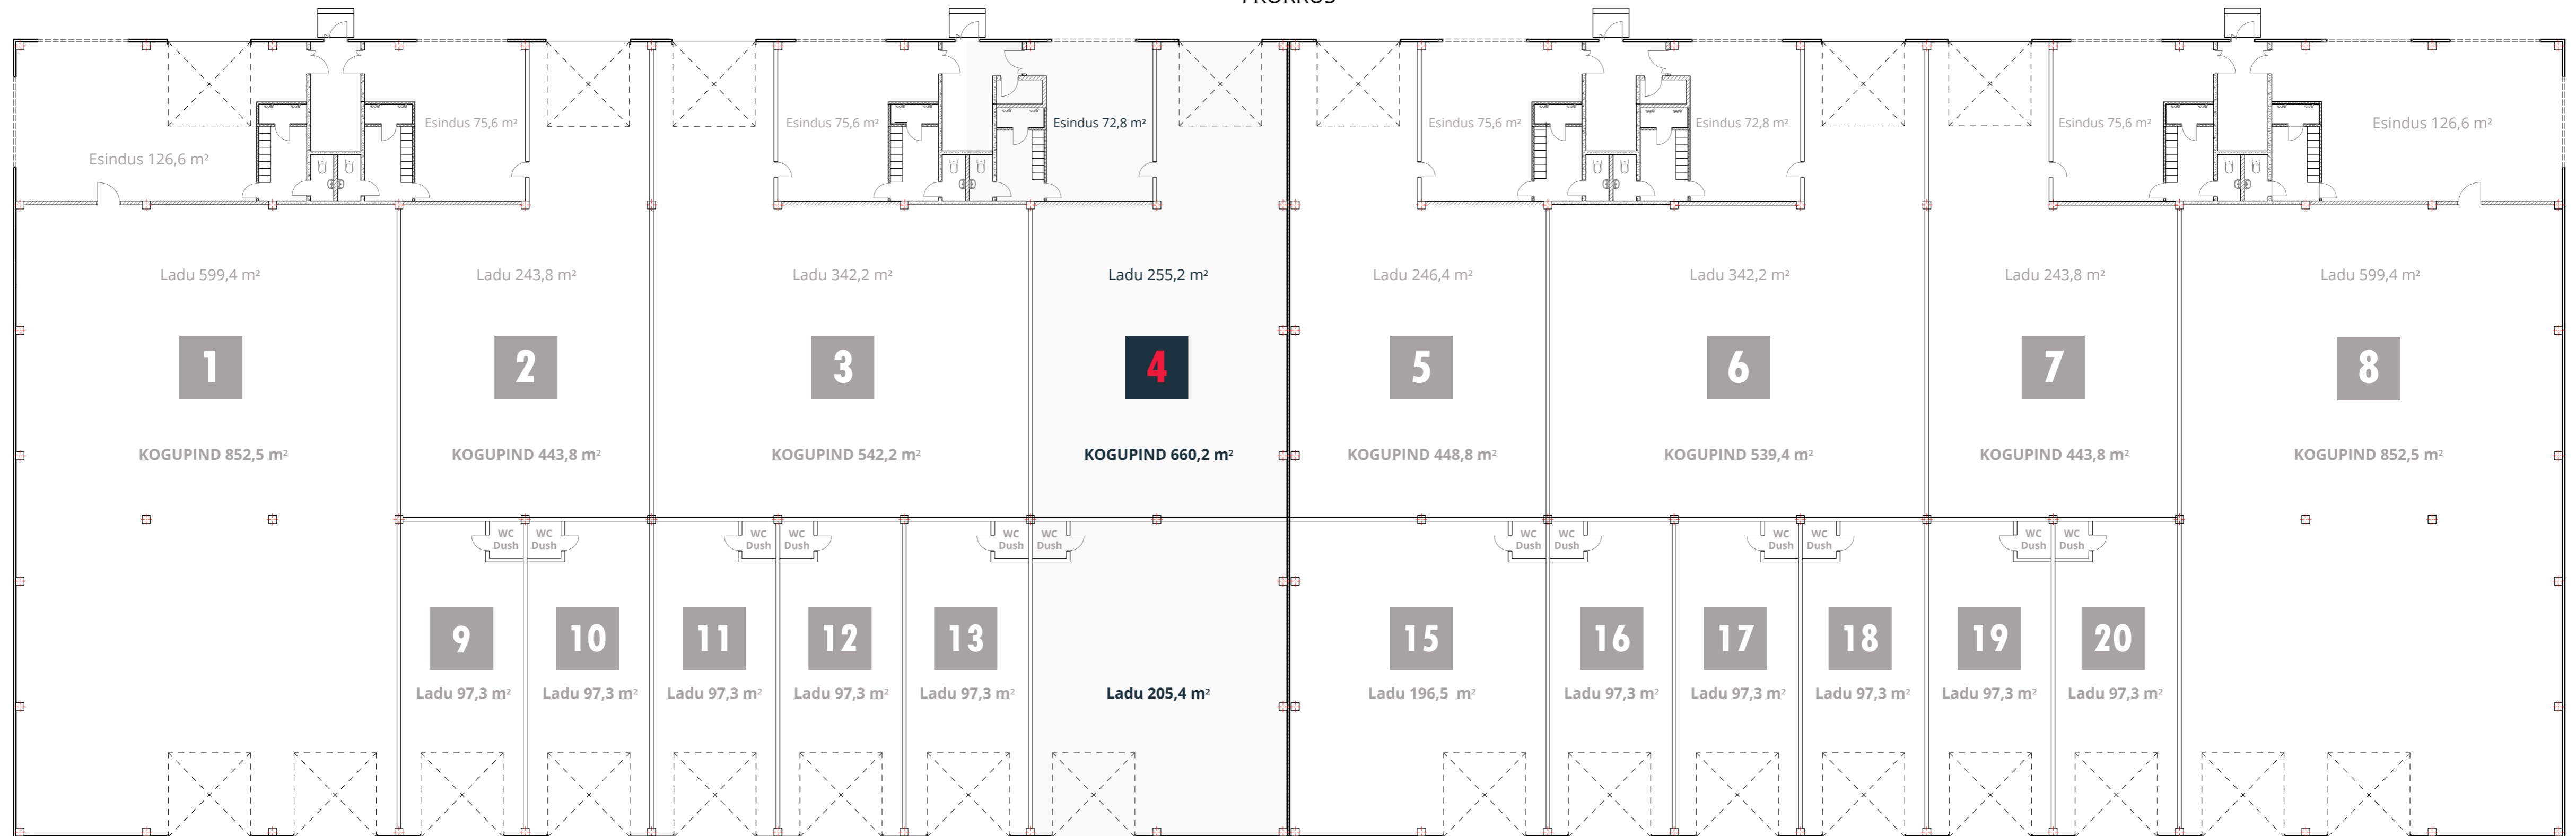 Esindus 126,6 m²
Esindus 75,6 m²
Esindus 75,6 m²
Esindus 72,8 m²
Esindus 75,6 m²
Esindus 72,8 m²
Esindus 75,6 m²
Esindus 126,6 m²
Ladu 599,4 m²
Ladu 243,8 m²
Ladu 342,2 m²
Ladu 255,2 m²
Ladu 246,4 m²
Ladu 342,2 m²
Ladu 243,8 m²
Ladu 599,4 m²
1
2
3
4
5
6
7
8
KOGUPIND 852,5 m²
KOGUPIND 443,8 m²
KOGUPIND 542,2 m²
KOGUPIND 660,2 m²
KOGUPIND 448,8 m²
KOGUPIND 539,4 m²
KOGUPIND 443,8 m²
KOGUPIND 852,5 m²
WC
Dush
WC
Dush
WC
Dush
WC
Dush
WC
Dush
WC
Dush
WC
Dush
WC
Dush
WC
Dush
WC
Dush
WC
Dush
WC
Dush
9
10
11
12
13
15
16
17
18
19
20
Ladu 97,3 m²
Ladu 97,3 m²
Ladu 97,3 m²
Ladu 97,3 m²
Ladu 97,3 m²
Ladu 205,4 m²
Ladu 196,5 m²
Ladu 97,3 m²
Ladu 97,3 m²
Ladu 97,3 m²
Ladu 97,3 m²
Ladu 97,3 m²